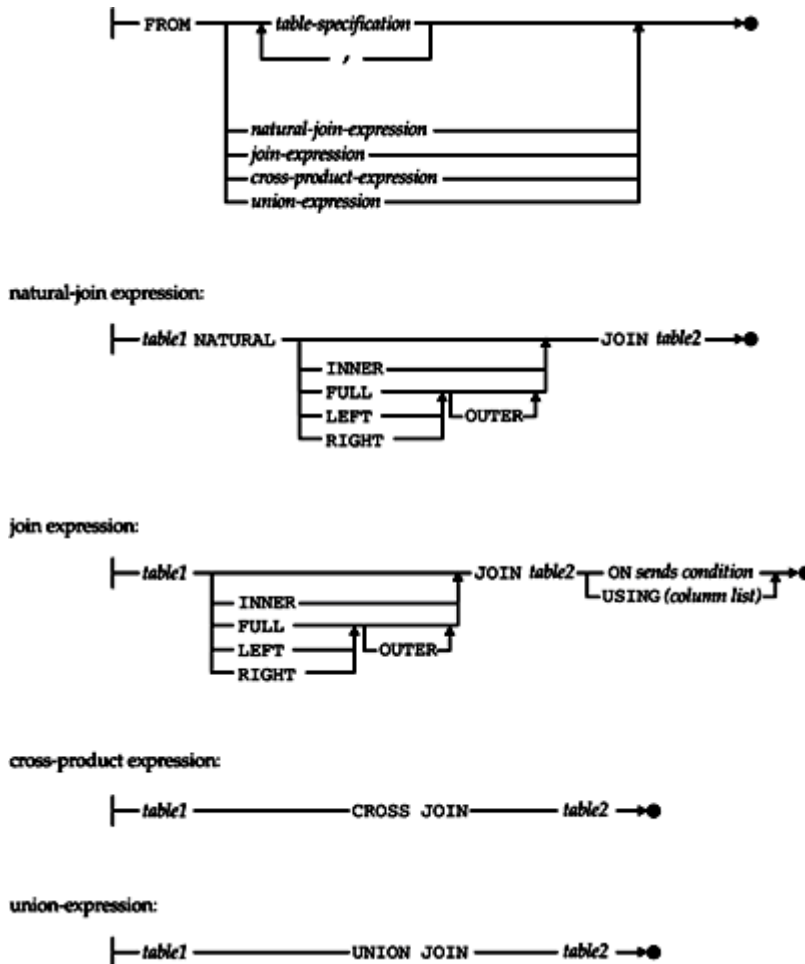 FROM table-specification
,
natural-join-expression
join-expression
cross-product-expression
union-expression
natural-join expression:
table1 NATURAL JOIN table2
INNER
FULL
LEFT OUTER
RIGHT
join expression:
table1 JOIN table2 ON sends condition
INNER USING (column list)
FULL
LEFT OUTER
RIGHT
cross-product expression:
table1 CROSS JOIN table2
union-expression:
table1 UNION JOIN table2